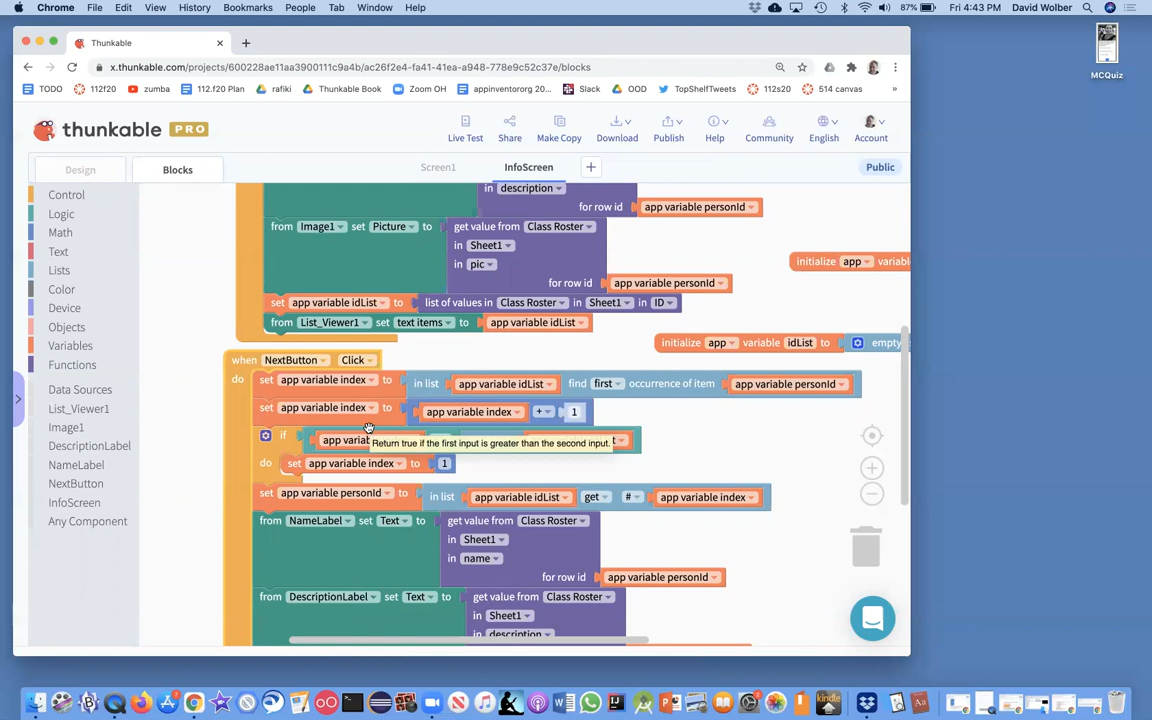 Chrome File Edit View History Bookmarks People Tab Window Help 87% Fri 4:43 PM David Wolber
Thunkable
x.thunkable.com/projects/600228ae11aa3900111c9a4b/ac26f2e4-fa41-41ea-a948-778e9c52c37e/blocks
TODO 112f20 zumba 112.f20 Plan rafiki Thunkable Book Zoom OH appinventororg 20... Slack OOD TopShelfTweets 112s20 514 canvas »
MCQuiz
thunkable PRO
Live Test Share Make Copy Download Publish Help Community English Account
Design Blocks Screen1 InfoScreen + Public
Control
Logic
Math
Text
Lists
Color
Device
Objects
Variables
Functions
Data Sources
List_Viewer1
Image1
DescriptionLabel
NameLabel
NextButton
InfoScreen
Any Component
in description
for row id app variable personId
from Image1 set Picture to get value from Class Roster
in Sheet1
in pic
for row id app variable personId
initialize app variabl
set app variable idList to list of values in Class Roster in Sheet1 in ID
from List_Viewer1 set text items to app variable idList
initialize app variable idList to empty
when NextButton Click
do set app variable index to in list app variable idList find first occurrence of item app variable personId
set app variable index to app variable index + 1
if app variab
Return true if the first input is greater than the second input.
do set app variable index to 1
set app variable personId to in list app variable idList get # app variable index
from NameLabel set Text to get value from Class Roster
in Sheet1
in name
for row id app variable personId
from DescriptionLabel set Text to get value from Class Roster
in Sheet1
in description